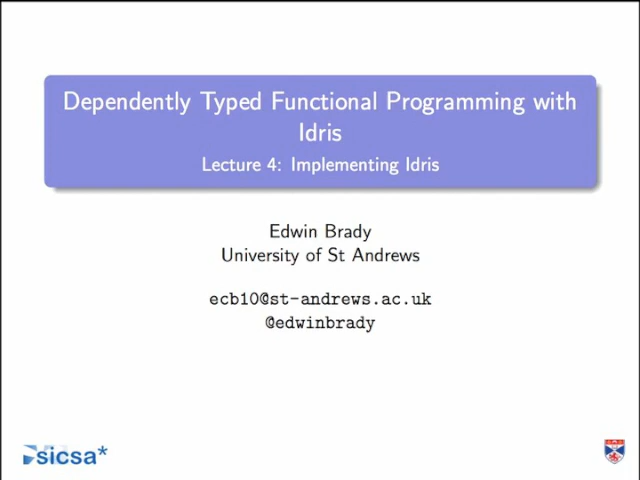 Dependently Typed Functional Programming with
Idris
Lecture 4: Implementing Idris
Edwin Brady
University of St Andrews
ecb10@st-andrews.ac.uk
@edwinbrady
sicsa*